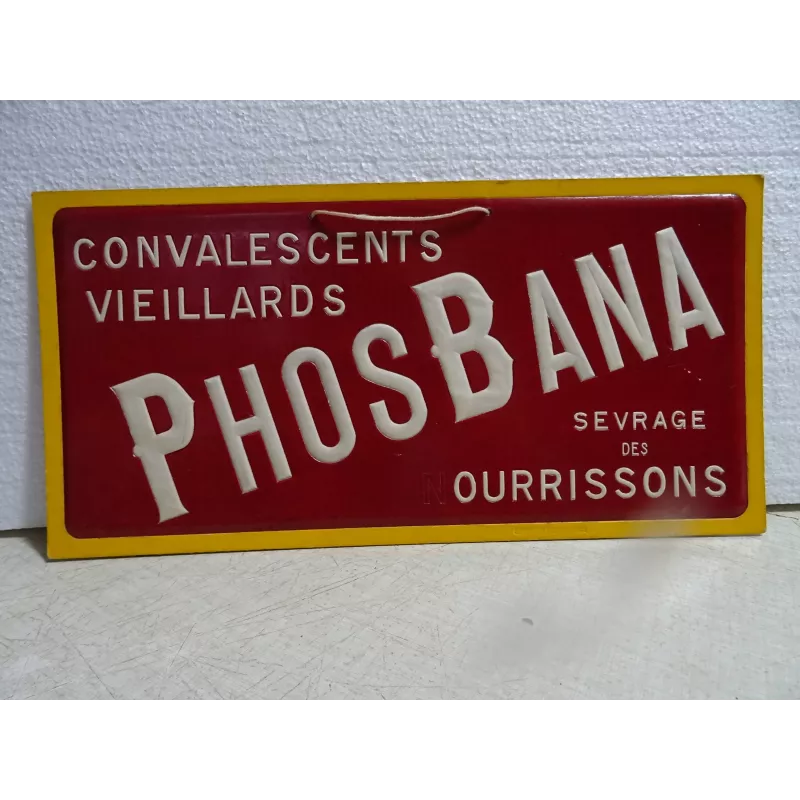 CONVALESCENTS
VIEILLARDS
PHOSBANA
SEVRAGE
DES
NOURRISSONS